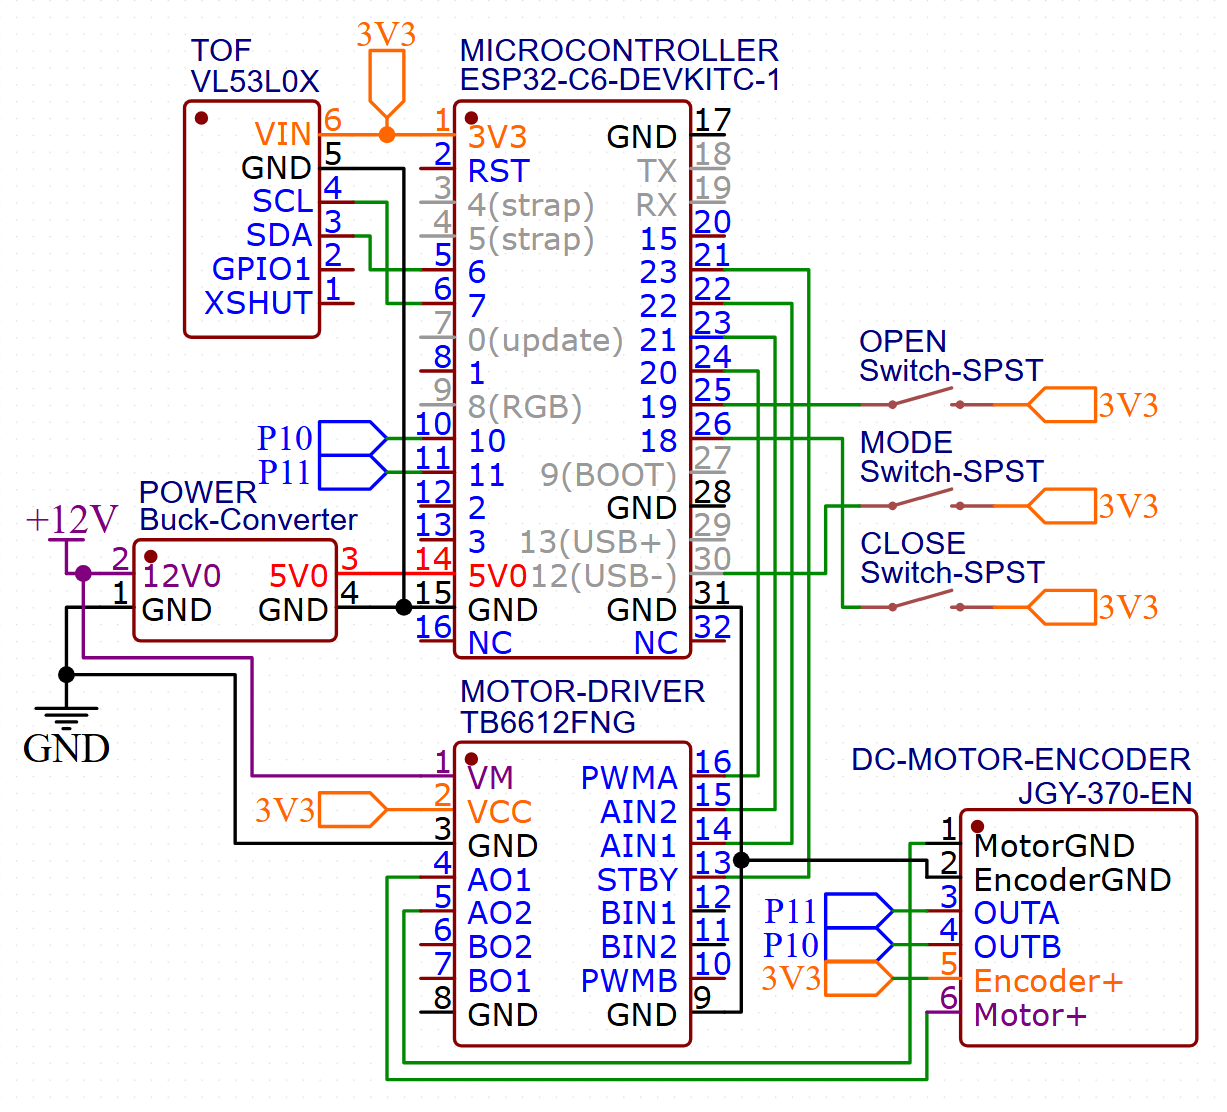 3V3
TOF
VL53L0X
VIN 6
GND 5
SCL 4
SDA 3
GPIO1 2
XSHUT 1
MICROCONTROLLER
ESP32-C6-DEVKITC-1
1 3V3 GND 17
2 RST TX 18
3 4(strap) RX 19
4 5(strap) 15 20
5 6 23 21
6 7 22 22
7 0(update) 21 23
8 1 20 24
9 8(RGB) 19 25
10 10 18 26
11 11 9(BOOT) 27
12 2 GND 28
13 3 13(USB+) 29
14 5V0 12(USB-) 30
15 GND GND 31
16 NC NC 32
P10
P11
OPEN
Switch-SPST
3V3
MODE
Switch-SPST
3V3
CLOSE
Switch-SPST
3V3
+12V
POWER
Buck-Converter
2 12V0 5V0 3
1 GND GND 4
GND
MOTOR-DRIVER
TB6612FNG
3V3
1 VM PWMA 16
2 VCC AIN2 15
3 GND AIN1 14
4 AO1 STBY 13
5 AO2 BIN1 12
6 BO2 BIN2 11
7 BO1 PWMB 10
8 GND GND 9
DC-MOTOR-ENCODER
JGY-370-EN
1 MotorGND
2 EncoderGND
P11 3 OUTA
P10 4 OUTB
3V3 5 Encoder+
6 Motor+